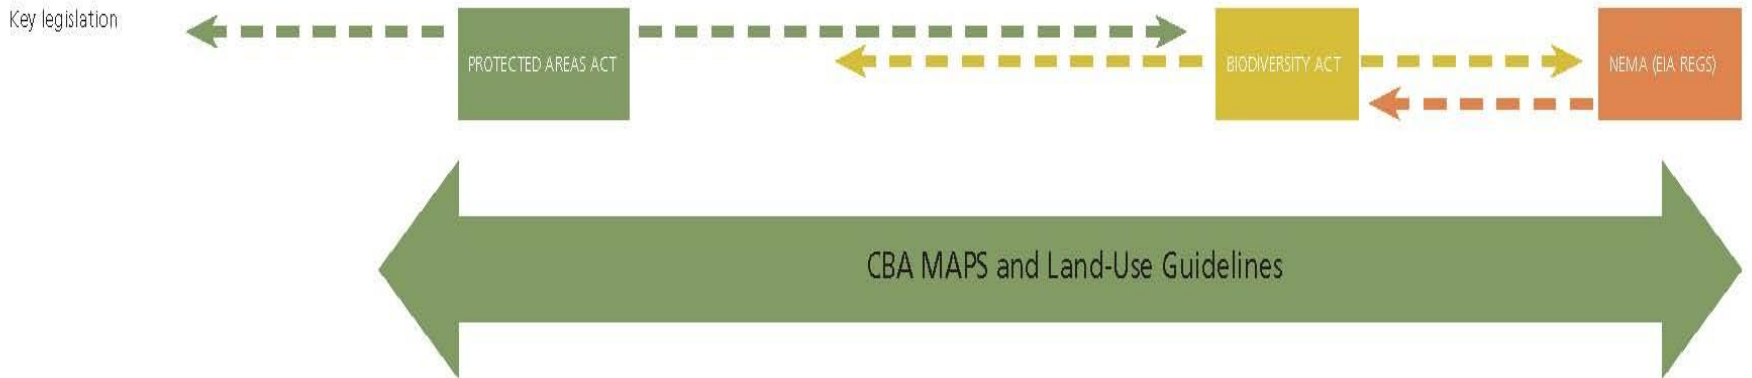 Key legislation
PROTECTED AREAS ACT
BIODIVERSITY ACT
NEMA (EIA REGS)
CBA MAPS and Land-Use Guidelines